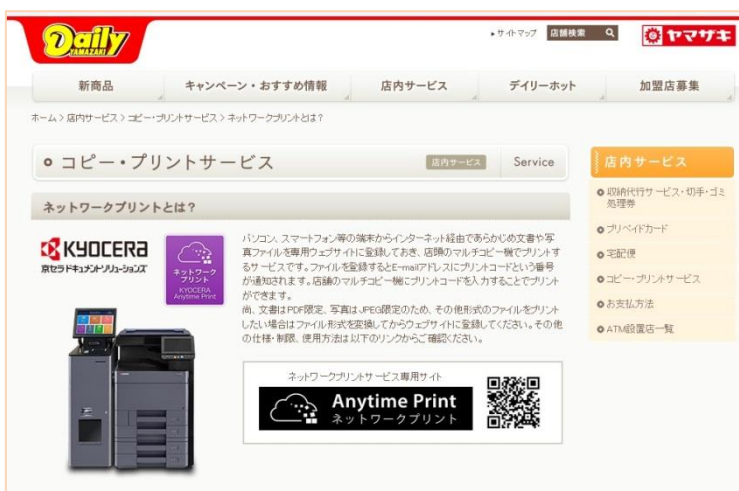 Daily
YAMAZAKI
サイトマップ 店舗検索
ヤマザキ
新商品 キャンペーン・おすすめ情報 店内サービス デイリーホット 加盟店募集
ホーム > 店内サービス > コピー・プリントサービス > ネットワークプリントとは?
コピー・プリントサービス 店内サービス Service
ネットワークプリントとは?
KYOCERA
京セラドキュメントソリューションズ
ネットワーク
プリント
KYOCERA
Anytime Print
パソコン、スマートフォン等の端末からインターネット経由であらかじめ文書や写
真ファイルを専用ウェブサイトに登録しておき、店頭のマルチコピー機でプリントす
るサービスです。ファイルを登録するとE-mailアドレスにプリントコードという番号
が通知されます。店舗のマルチコピー機にプリントコードを入力することでプリント
ができます。
尚、文書はPDF限定、写真はJPEG限定のため、その他形式のファイルをプリント
したい場合はファイル形式を変換してからウェブサイトに登録してください。その他
の仕様・制限、使用方法は以下のリンクからご確認ください。
ネットワークプリントサービス専用サイト
Anytime Print
ネットワークプリント
店内サービス
収納代行サービス・切手・ゴミ
処理券
プリペイドカード
宅配便
コピー・プリントサービス
お支払方法
ATM設置店一覧